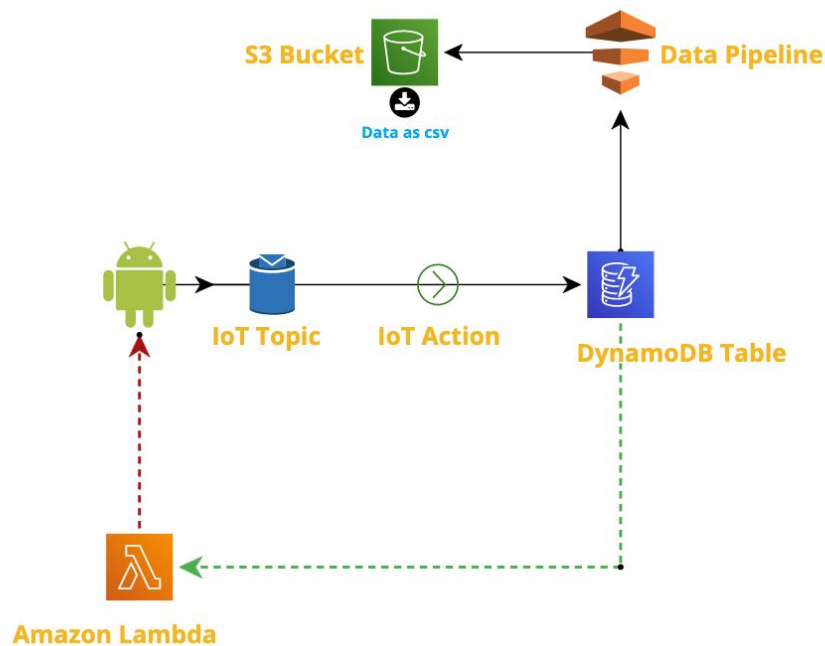 S3 Bucket
Data Pipeline
Data as csv
IoT Topic
IoT Action
DynamoDB Table
Amazon Lambda